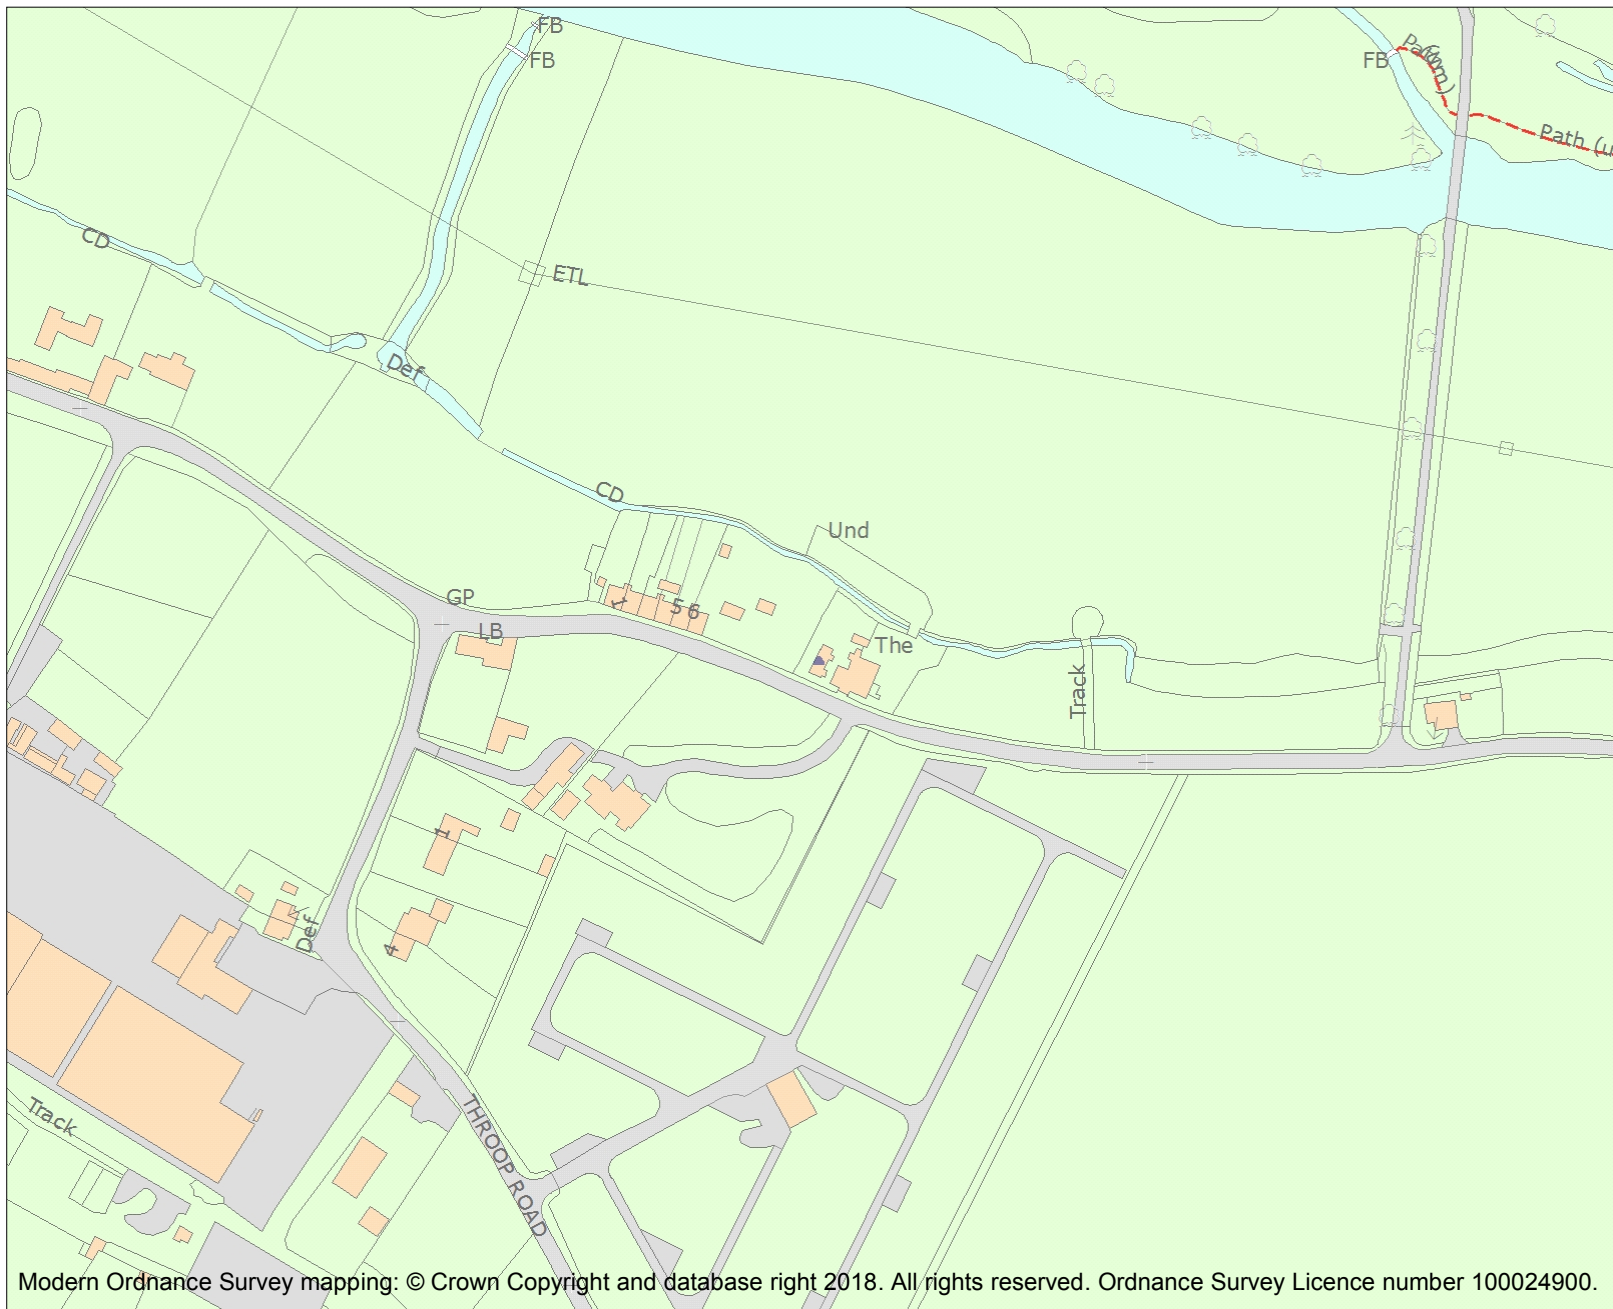 FB
FB
FB
Path (um)
Path (u
CD
ETL
Def
CD
Und
GP
LB
1
5
6
The
Track
1
4
Def
Track
THROOP ROAD
Modern Ordnance Survey mapping: © Crown Copyright and database right 2018. All rights reserved. Ordnance Survey Licence number 100024900.